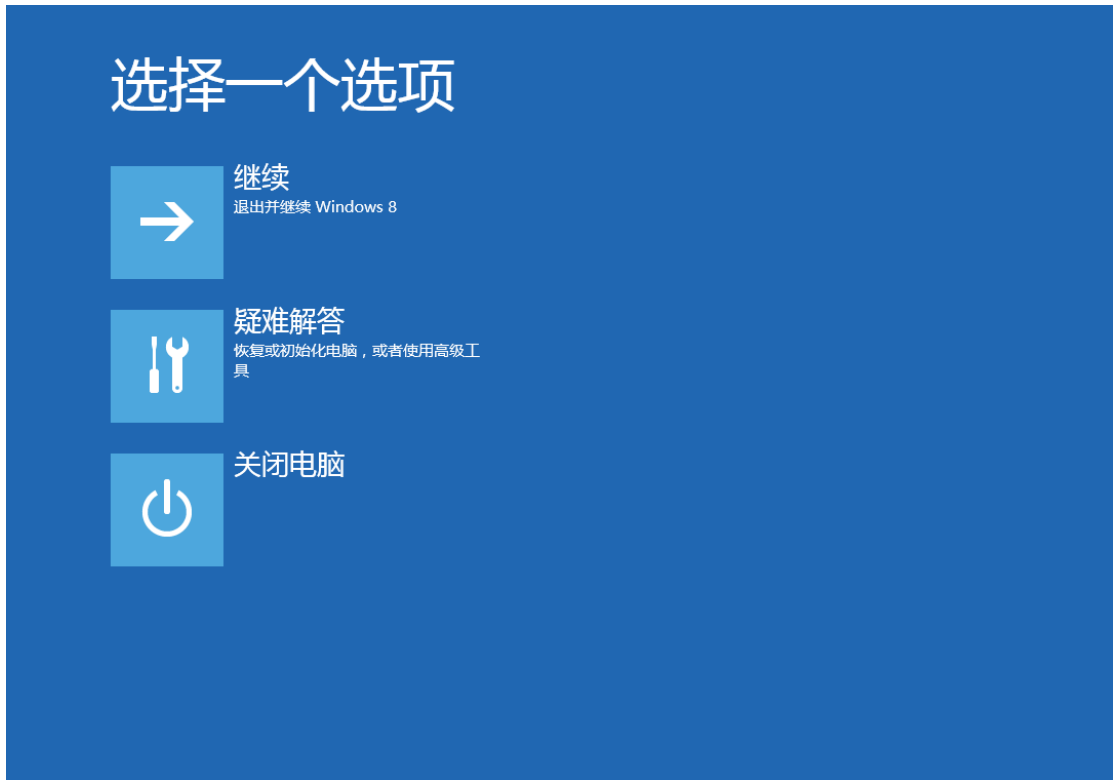 选择一个选项
继续
退出并继续 Windows 8
疑难解答
恢复或初始化电脑，或者使用高级工
具
关闭电脑